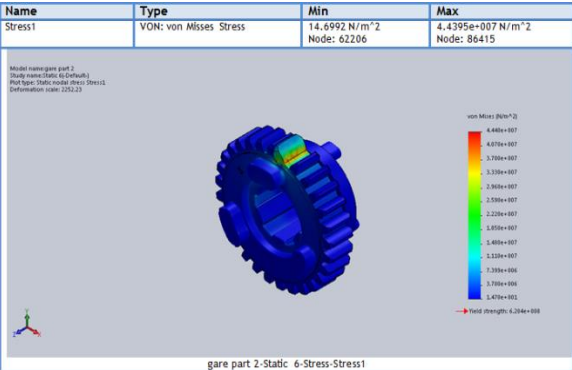 Name Type Min Max
Stress1 VON: von Misses Stress 14.6992 N/m^2 4.4395e+007 N/m^2
Node: 62206 Node: 86415
Model name:gare part 2
Study name:Static 6(-Default-)
Plot type: Static nodal stress Stress1
Deformation scale: 2252.23
von Mises (N/m^2)
4.440e+007
4.070e+007
3.700e+007
3.330e+007
2.960e+007
2.590e+007
2.220e+007
1.850e+007
1.480e+007
1.110e+007
7.399e+006
3.700e+006
1.470e+001
Yield strength: 6.204e+008
gare part 2-Static 6-Stress-Stress1